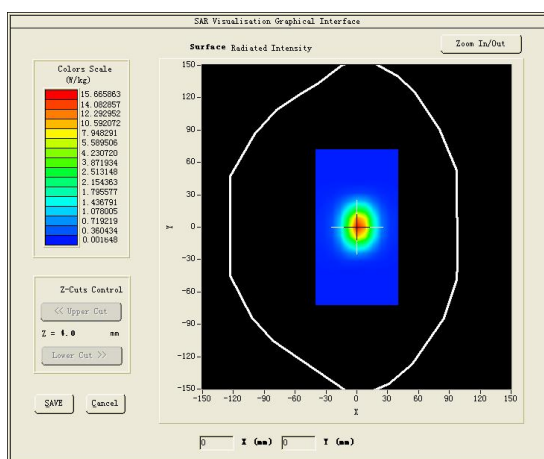 SAR Visualisation Graphical Interface
Surface Radiated Intensity
Zoom In/Out
Colors Scale
(W/kg)
15.665863
14.082857
12.292952
10.592072
7.948291
5.589506
4.230720
3.871934
2.513148
2.154363
1.795577
1.436791
1.078005
0.719219
0.360434
0.001648
Z-Cuts Control
<< Upper Cut
Z = 4.0 mm
Lower Cut >>
SAVE
Cancel
150
120
90
60
30
0
-30
-60
-90
-120
-150
Y
-150 -120 -90 -60 -30 0 30 60 90 120 150
X
0 X (mm) 0 Y (mm)